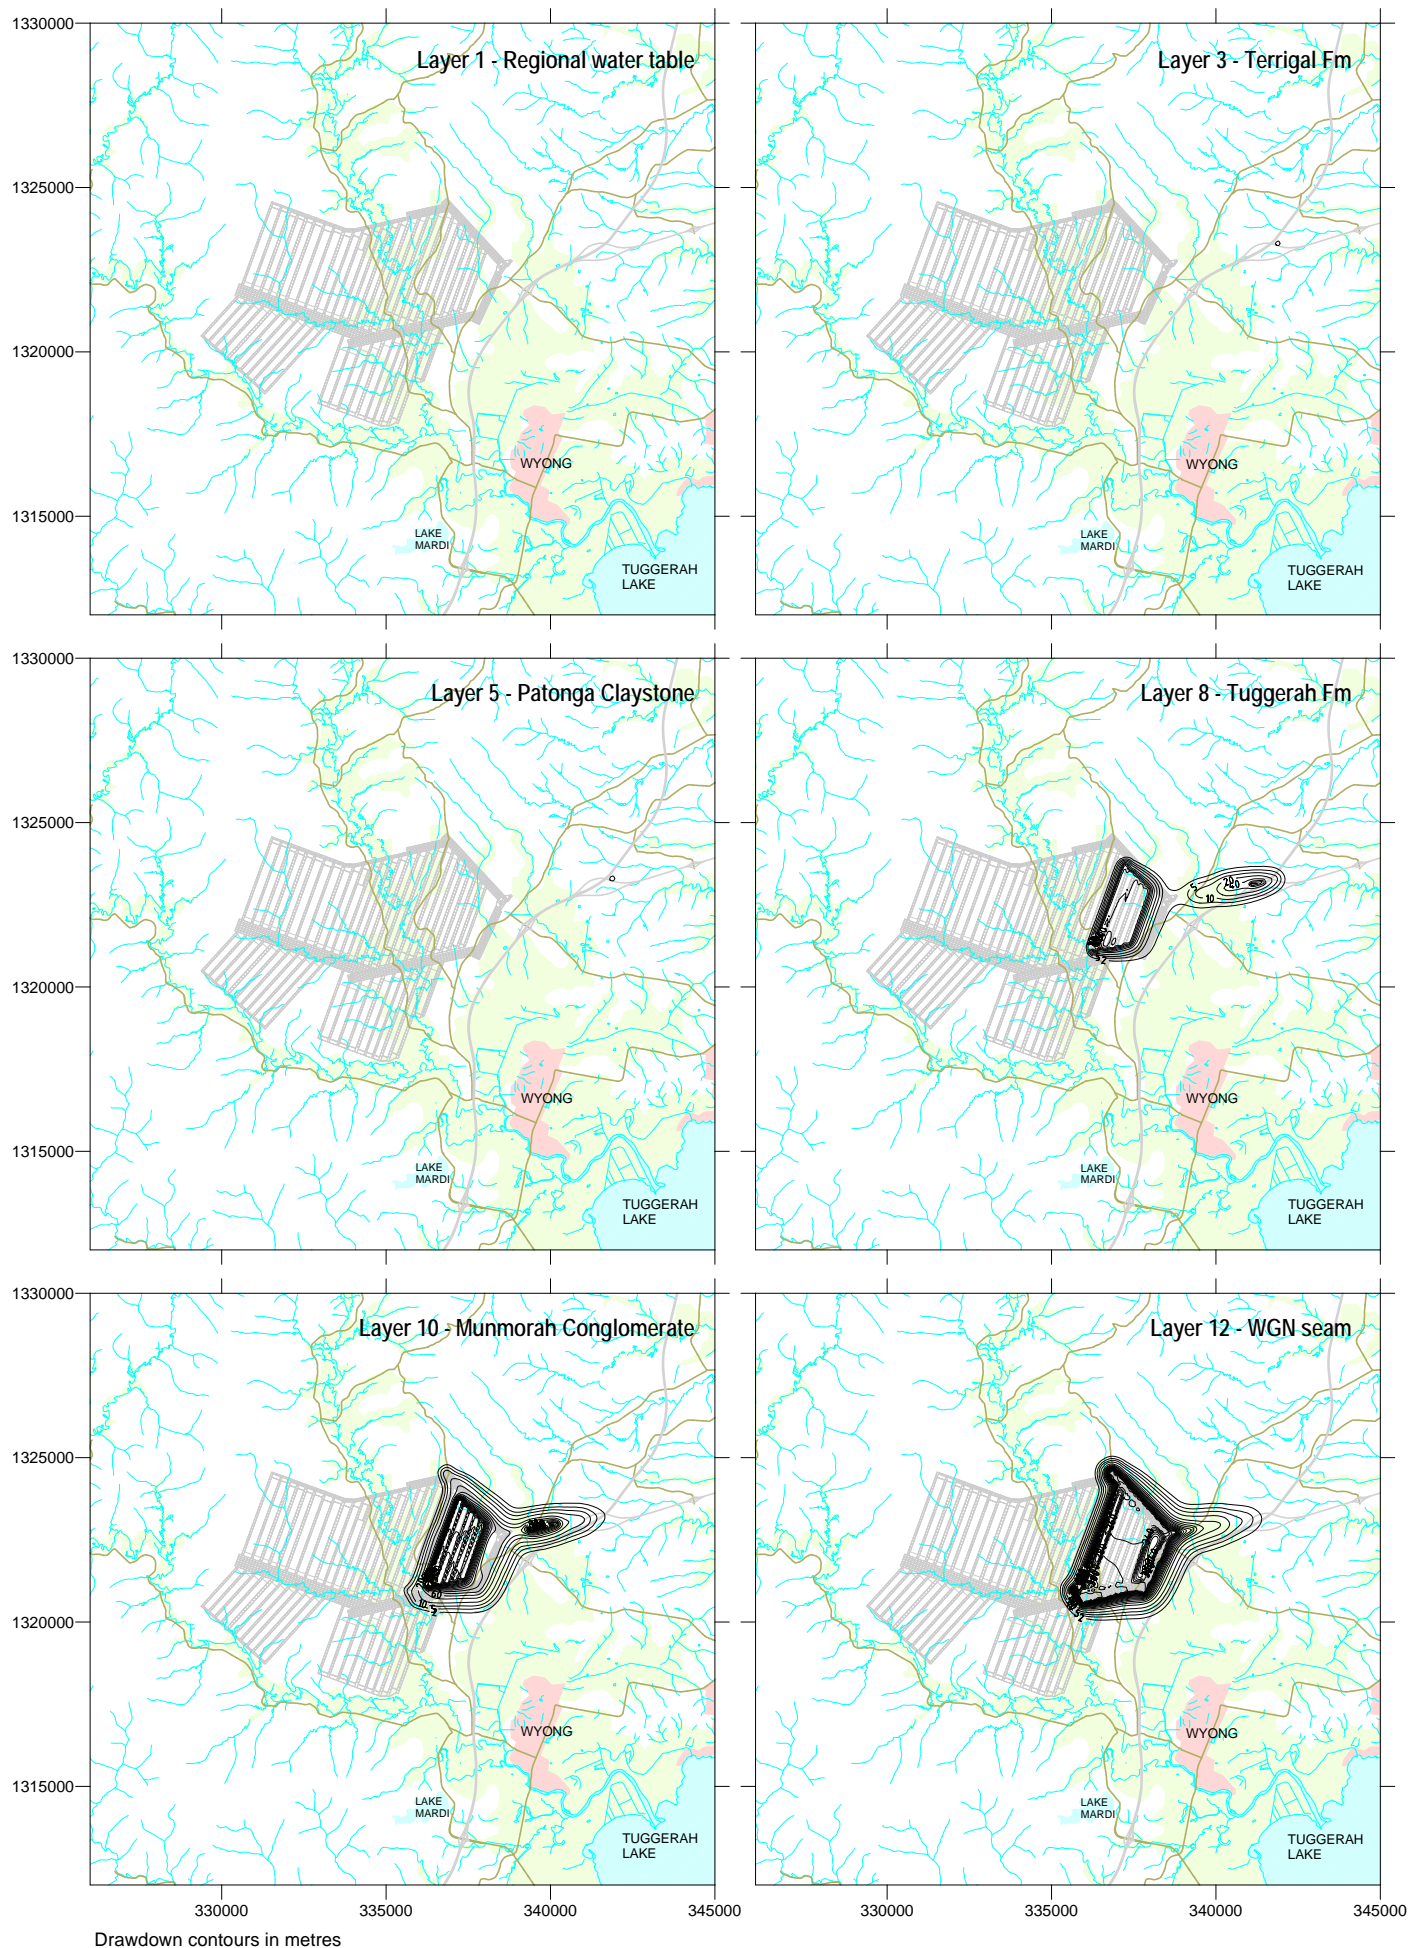 1330000
Layer 1 - Regional water table
Layer 3 - Terrigal Fm
1325000
1320000
WYONG
WYONG
1315000
LAKE
MARDI
LAKE
MARDI
TUGGERAH
LAKE
TUGGERAH
LAKE
1330000
Layer 5 - Patonga Claystone
Layer 8 - Tuggerah Fm
1325000
5
10
2
1320000
WYONG
WYONG
1315000
LAKE
MARDI
LAKE
MARDI
TUGGERAH
LAKE
TUGGERAH
LAKE
1330000
Layer 10 - Munmorah Conglomerate
Layer 12 - WGN seam
1325000
10
2
2
1320000
WYONG
WYONG
1315000
LAKE
MARDI
LAKE
MARDI
TUGGERAH
LAKE
TUGGERAH
LAKE
330000 335000 340000 345000 330000 335000 340000 345000
Drawdown contours in metres